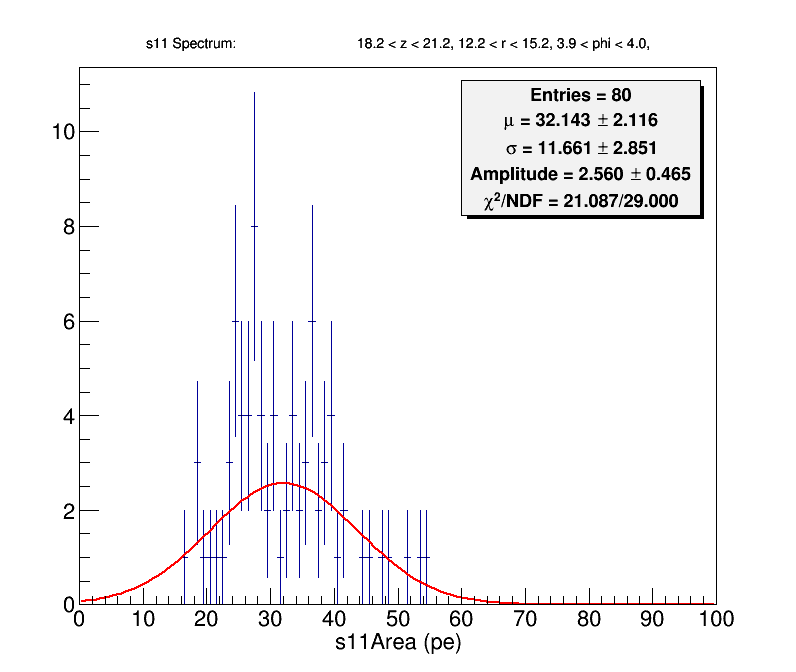 s11 Spectrum: 18.2 < z < 21.2, 12.2 < r < 15.2, 3.9 < phi < 4.0,
Entries = 80
μ = 32.143 ± 2.116
σ = 11.661 ± 2.851
Amplitude = 2.560 ± 0.465
χ²/NDF = 21.087/29.000
10
8
6
4
2
0
0 10 20 30 40 50 60 70 80 90 100
s11Area (pe)